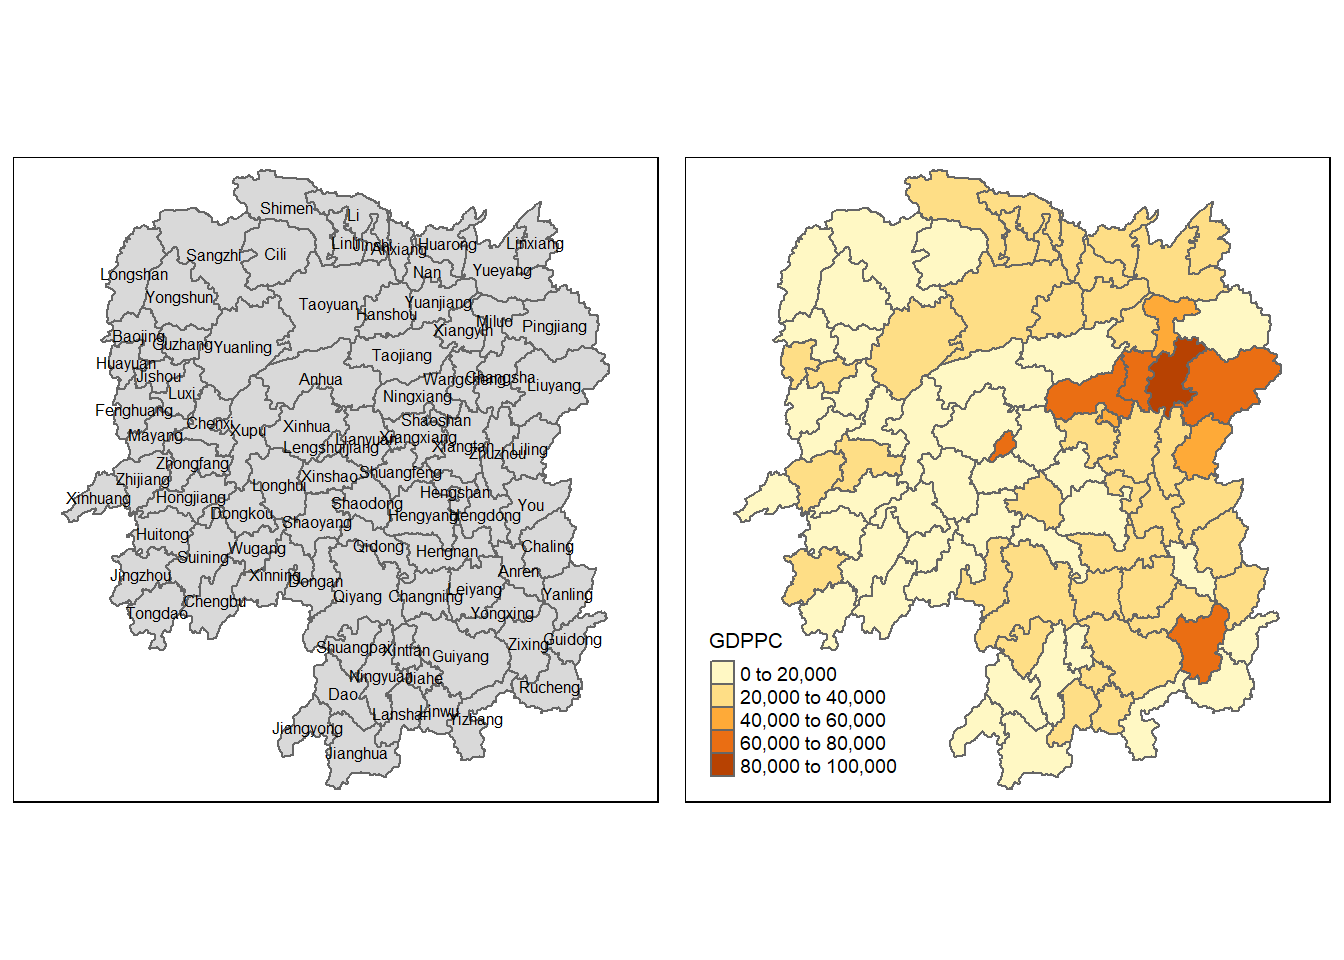 Shimen
Li
Linli
Jinshi
Anxiang
Huarong
Linxiang
Sangzhi
Cili
Longshan
Nan
Yueyang
Yongshun
Taoyuan
Hanshou
Yuanjiang
Xiangyin
Miluo
Pingjiang
Baojing
Guzhang
Yuanling
Taojiang
Huayuan
Jishou
Luxi
Anhua
Wangcheng
Changsha
Liuyang
Ningxiang
Fenghuang
Chenxi
Xupu
Xinhua
Shaoshan
Mayang
Lengshuijiang
Lianyuan
Xiangxiang
Xiangtan
Zhuzhou
Liling
Zhongfang
Zhijiang
Xinshao
Shuangfeng
Xinhuang
Hongjiang
Longhui
Shaodong
Hengshan
You
Dongkou
Shaoyang
Hengyang
Hengdong
Huitong
Suining
Wugang
Qidong
Hengnan
Chaling
Jingzhou
Xinning
Dongan
Anren
Tongdao
Chengbu
Qiyang
Changning
Leiyang
Yanling
Yongxing
Shuangpai
Xintian
Guiyang
Zixing
Guidong
Ningyuan
Jiahe
Dao
Rucheng
Lanshan
Linwu
Yizhang
Jiangyong
Jianghua
GDPPC
0 to 20,000
20,000 to 40,000
40,000 to 60,000
60,000 to 80,000
80,000 to 100,000